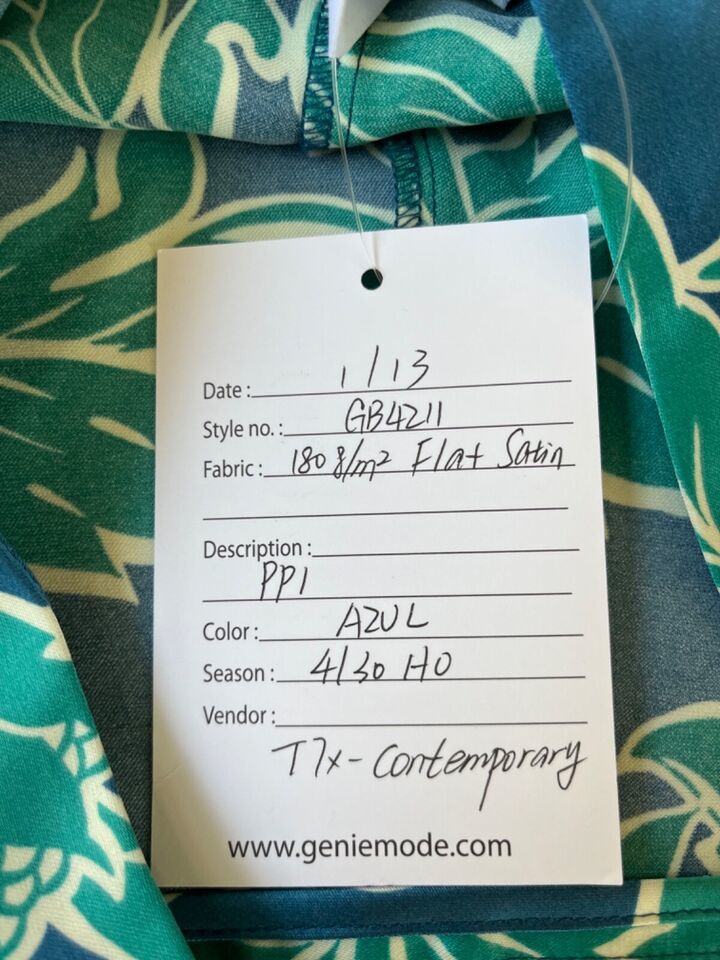 Date : 1/13
Style no. : GB4211
Fabric : 180 g/m² Flat Satin
Description :
PP1
Color : AZUL
Season : 4/30 HO
Vendor :
TJx - Contemporary
www.geniemode.com